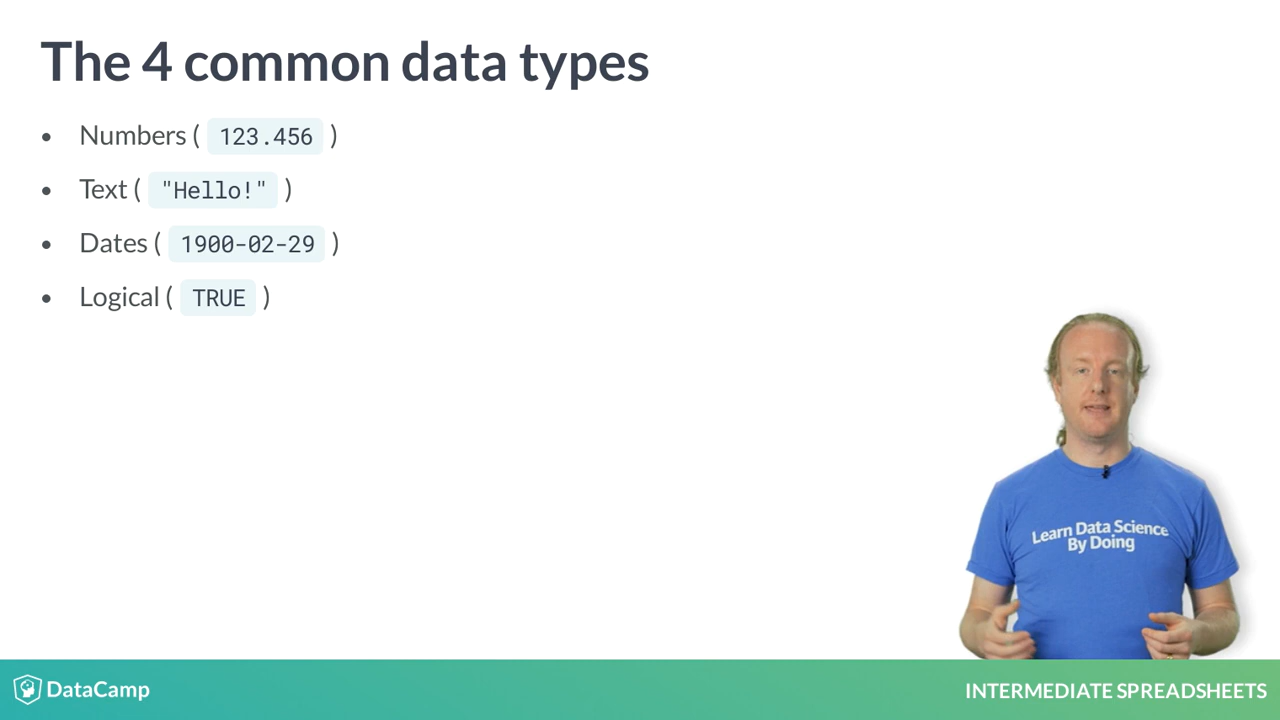 The 4 common data types
• Numbers ( 123.456 )
• Text ( "Hello!" )
• Dates ( 1900-02-29 )
• Logical ( TRUE )
Learn Data Science
By Doing
DataCamp
INTERMEDIATE SPREADSHEETS